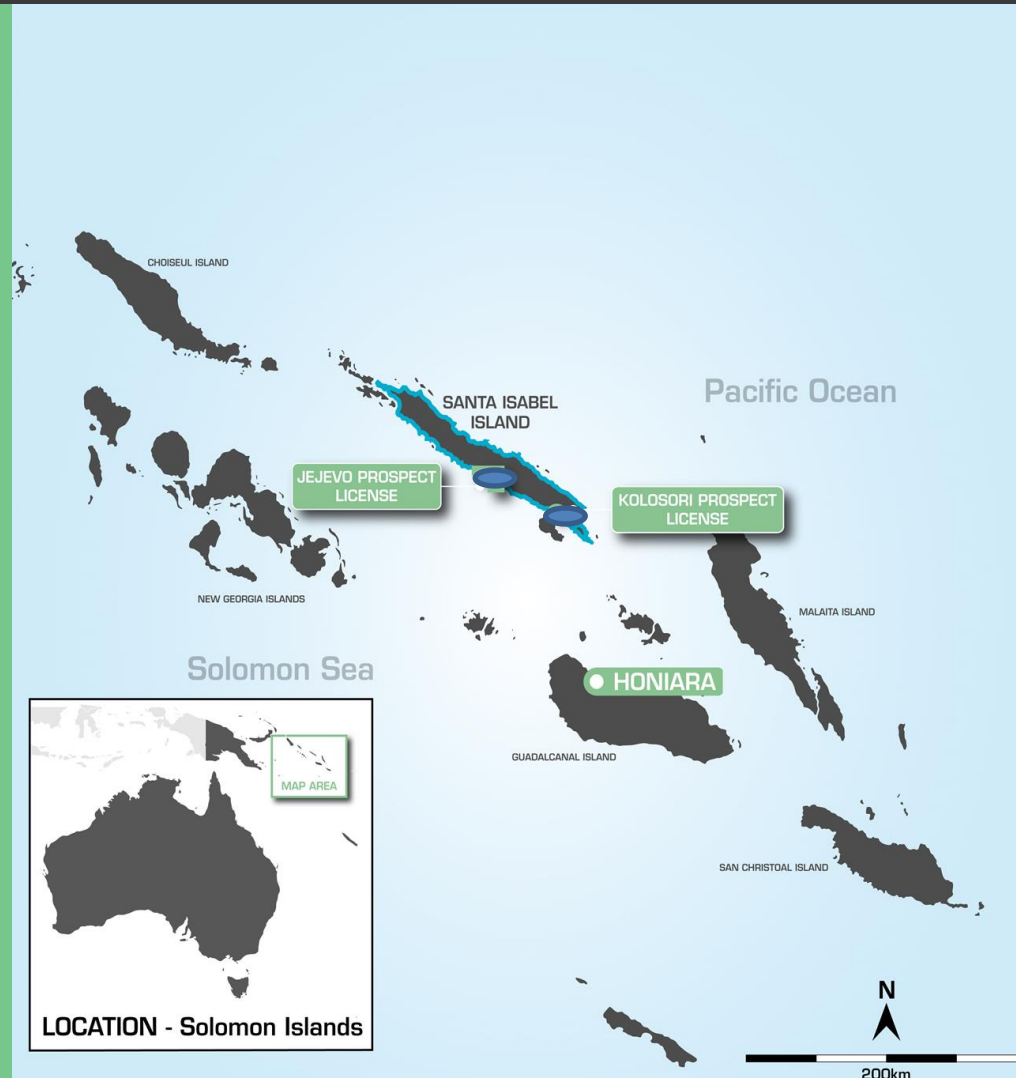 CHOISEUL ISLAND
SANTA ISABEL
ISLAND
Pacific Ocean
JEJEVO PROSPECT
LICENSE
KOLOSORI PROSPECT
LICENSE
NEW GEORGIA ISLANDS
MALAITA ISLAND
Solomon Sea
HONIARA
GUADALCANAL ISLAND
MAP AREA
SAN CHRISTOAL ISLAND
LOCATION - Solomon Islands
N
200km